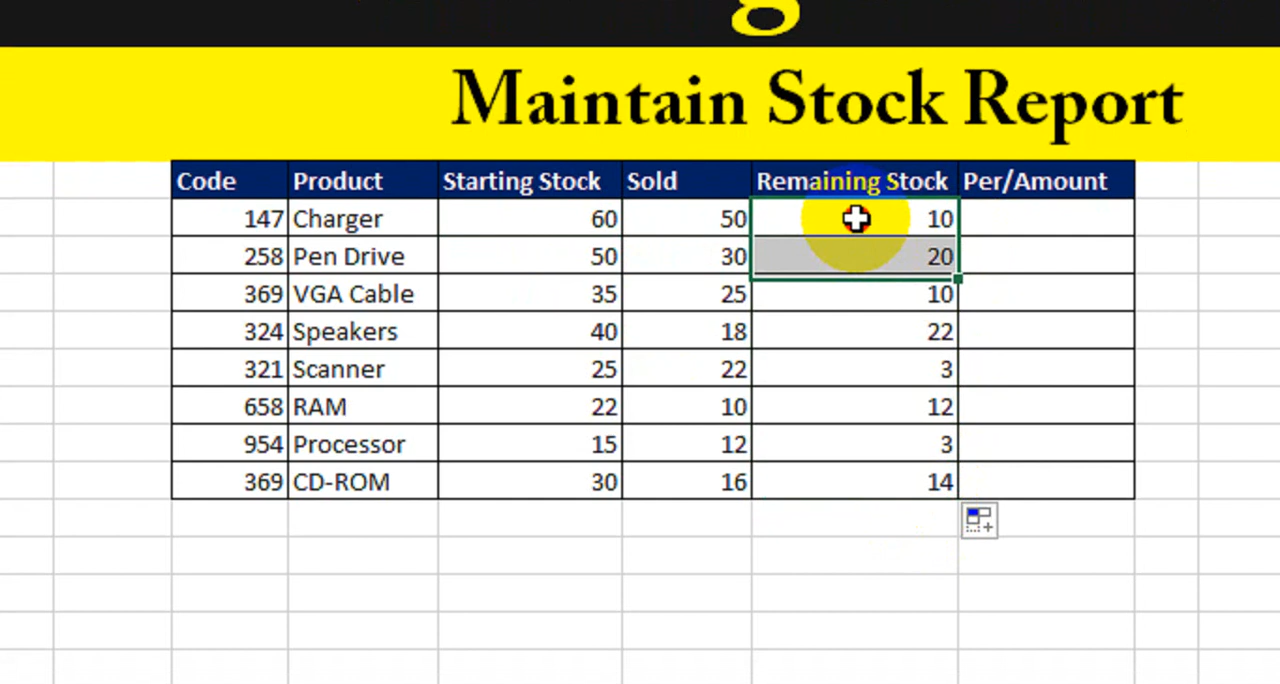 g
Maintain Stock Report
Code Product Starting Stock Sold Remaining Stock Per/Amount
147 Charger 60 50 10
258 Pen Drive 50 30 20
369 VGA Cable 35 25 10
324 Speakers 40 18 22
321 Scanner 25 22 3
658 RAM 22 10 12
954 Processor 15 12 3
369 CD-ROM 30 16 14